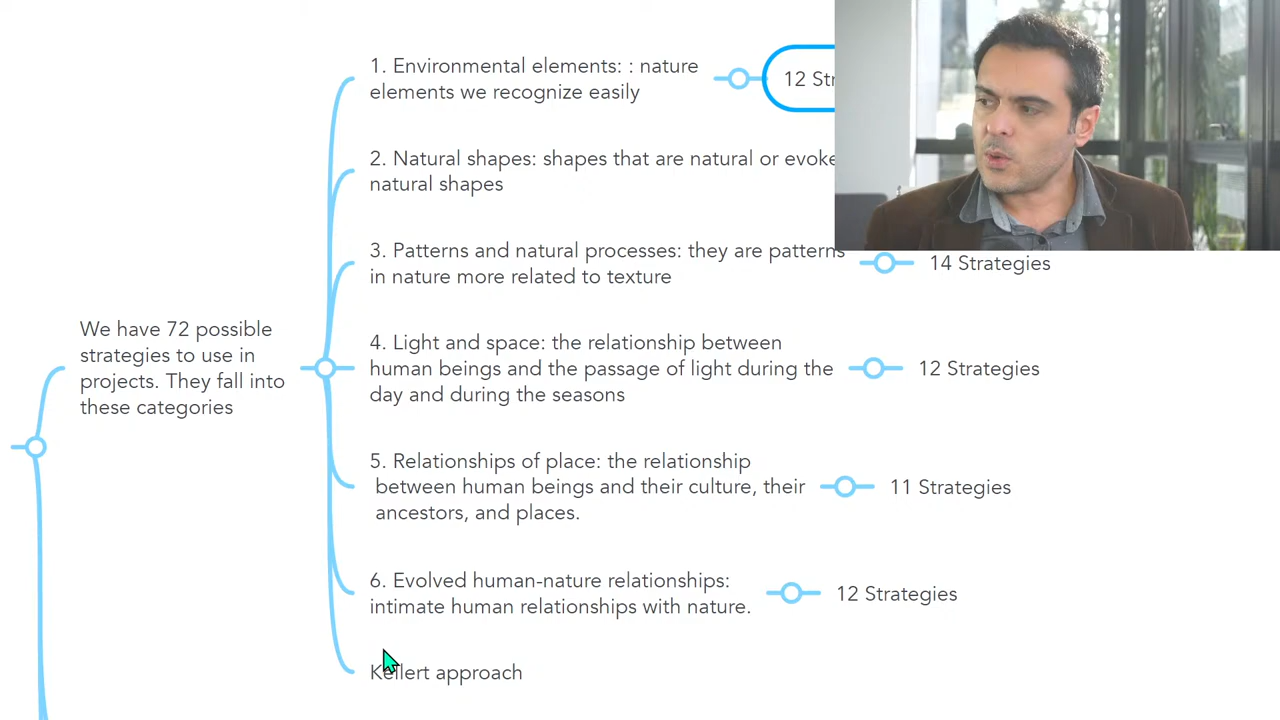 1. Environmental elements: : nature
elements we recognize easily
12
2. Natural shapes: shapes that are natural or evoke
natural shapes
3. Patterns and natural processes: they are patterns
in nature more related to texture
14 Strategies
We have 72 possible
strategies to use in
projects. They fall into
these categories
4. Light and space: the relationship between
human beings and the passage of light during the
day and during the seasons
12 Strategies
5. Relationships of place: the relationship
between human beings and their culture, their
ancestors, and places.
11 Strategies
6. Evolved human-nature relationships:
intimate human relationships with nature.
12 Strategies
Kellert approach